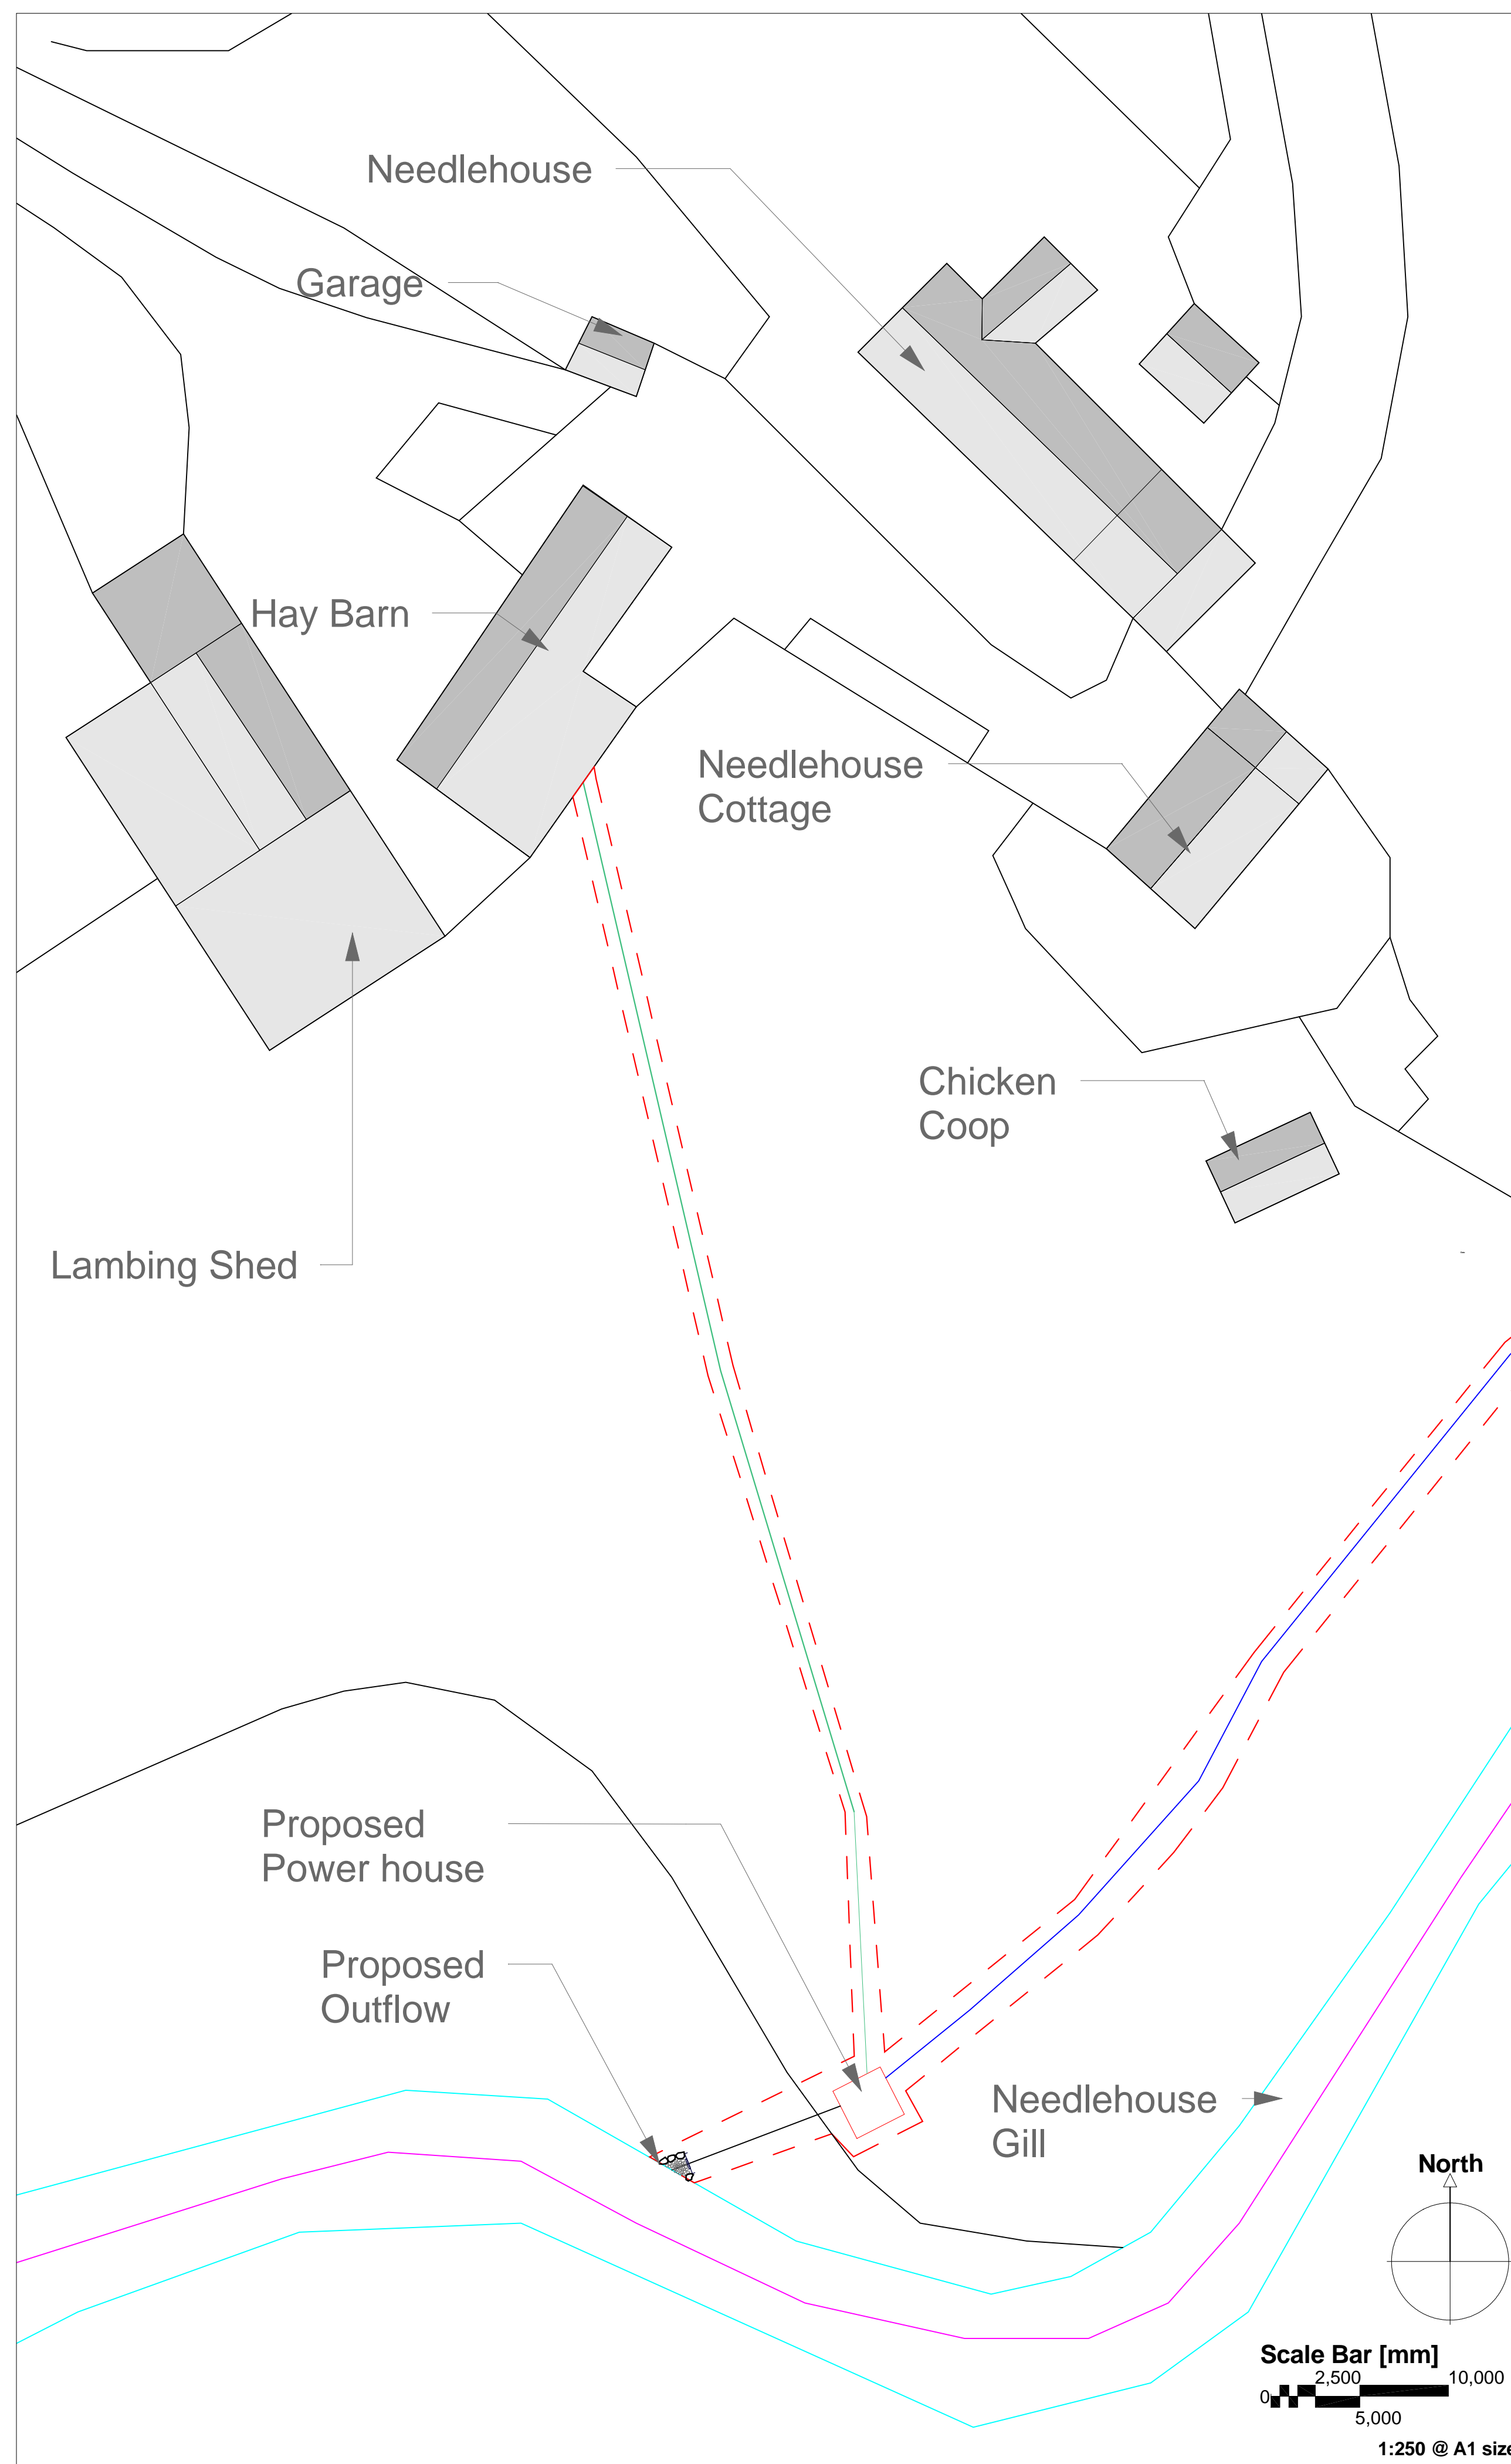 Needlehouse
Garage
Hay Barn
Needlehouse
Cottage
Chicken
Coop
Lambing Shed
Proposed
Power house
Proposed
Outflow
Needlehouse
Gill
North
Scale Bar [mm]
2,500 10,000
0
5,000
1:250 @ A1 size